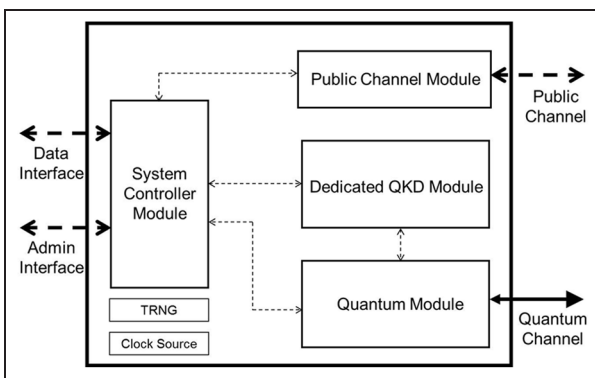 Public Channel Module
Public
Channel
Data
Interface
System
Controller
Module
Dedicated QKD Module
Admin
Interface
Quantum Module
TRNG
Clock Source
Quantum
Channel